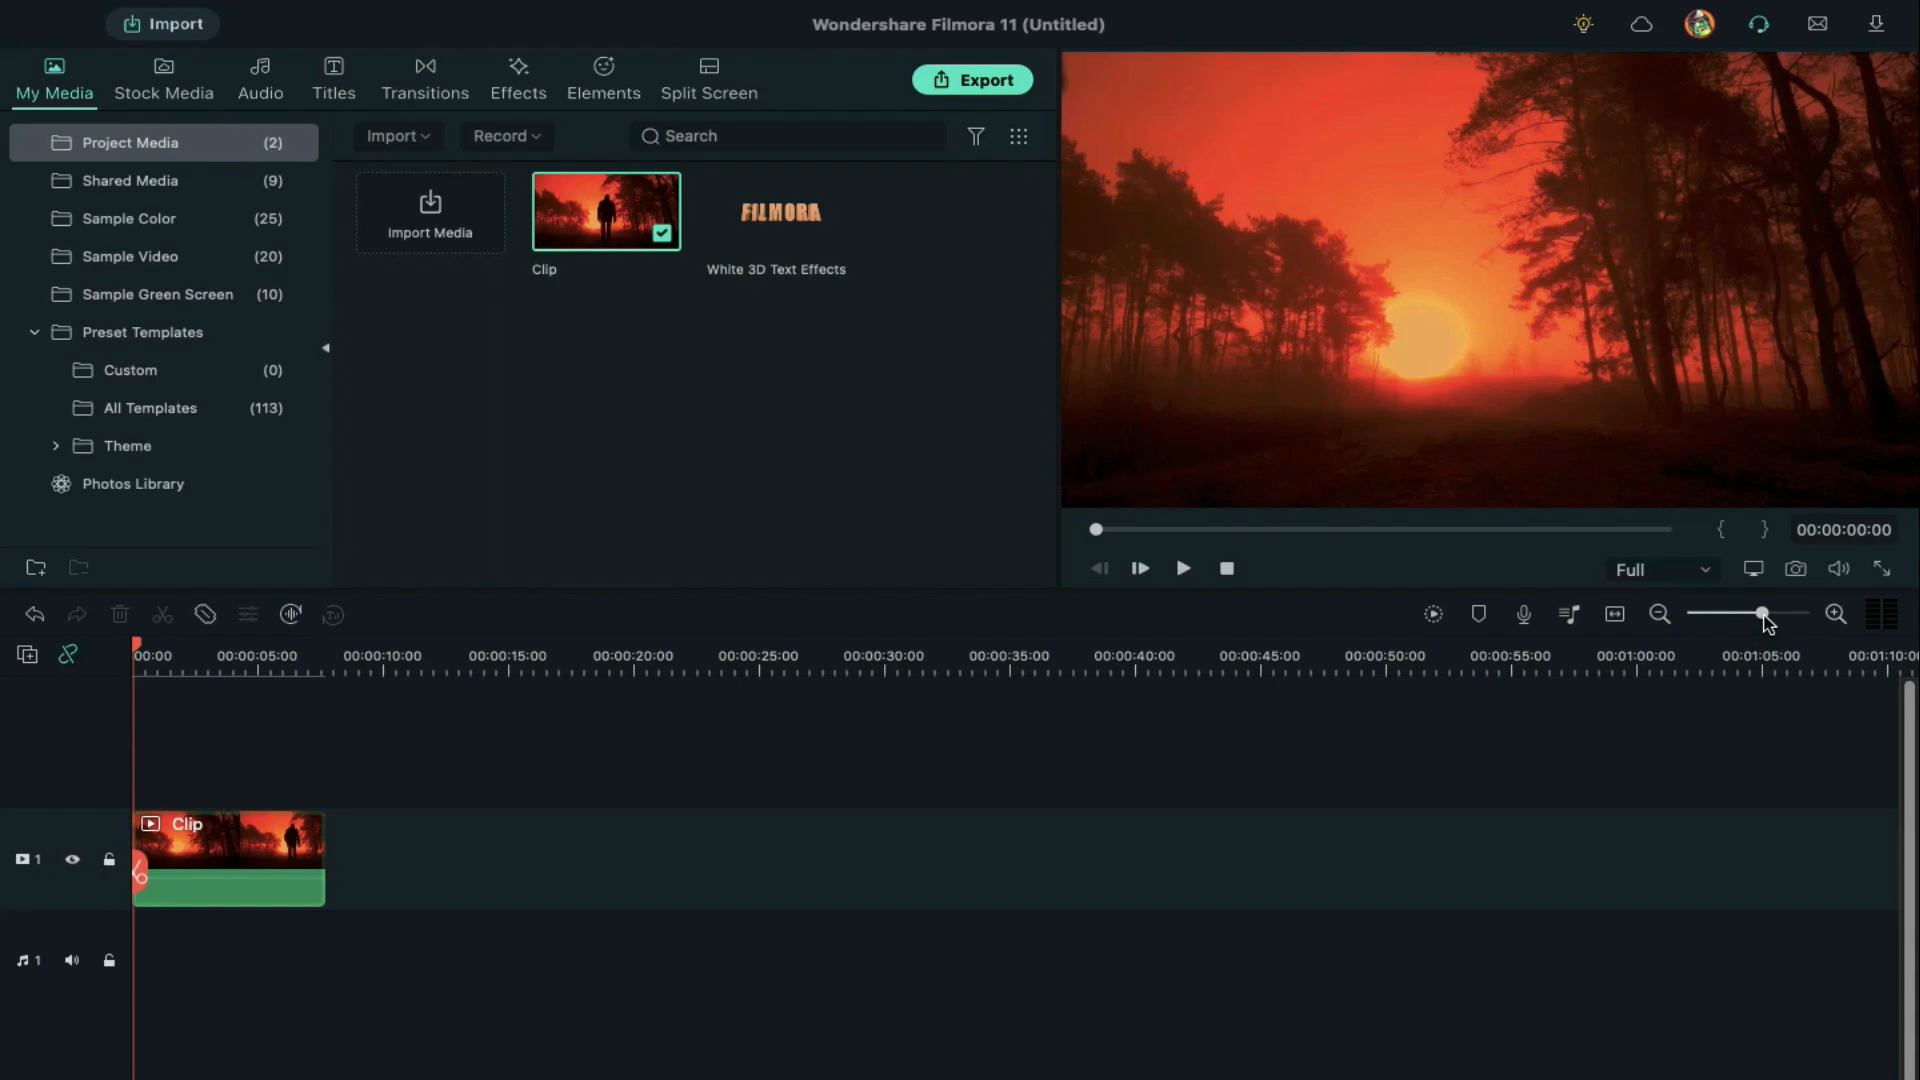 Import
Wondershare Filmora 11 (Untitled)
My Media
Stock Media
Audio
Titles
Transitions
Effects
Elements
Split Screen
Export
Project Media (2)
Shared Media (9)
Sample Color (25)
Sample Video (20)
Sample Green Screen (10)
Preset Templates
Custom (0)
All Templates (113)
Theme
Photos Library
Import
Record
Search
Import Media
Clip
FILMORA
White 3D Text Effects
00:00:00:00
Full
00:00 00:00:05:00 00:00:10:00 00:00:15:00 00:00:20:00 00:00:25:00 00:00:30:00 00:00:35:00 00:00:40:00 00:00:45:00 00:00:50:00 00:00:55:00 00:01:00:00 00:01:05:00 00:01:10:0
Clip
1
1